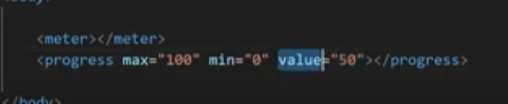 <meter></meter>
<progress max="100" min="0" value="50"></progress>
</body>